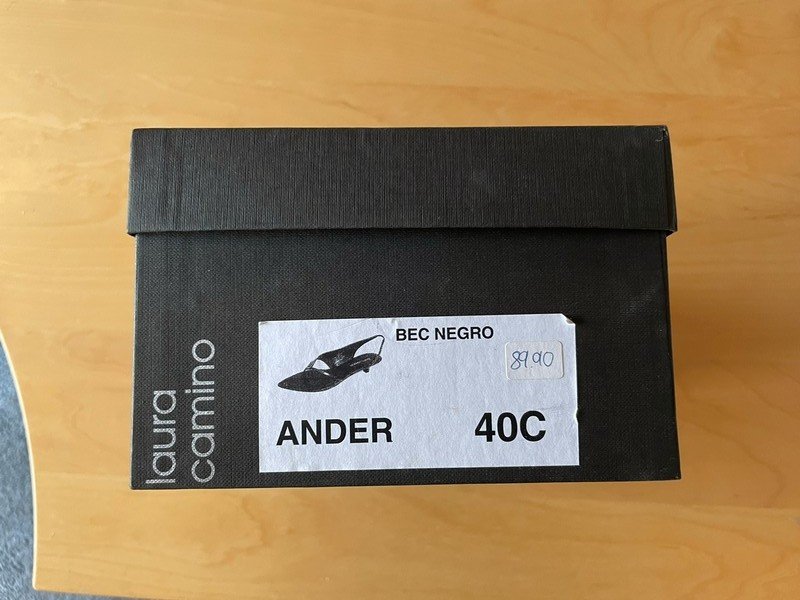 laura
camino
BEC NEGRO
89.90
ANDER 40C